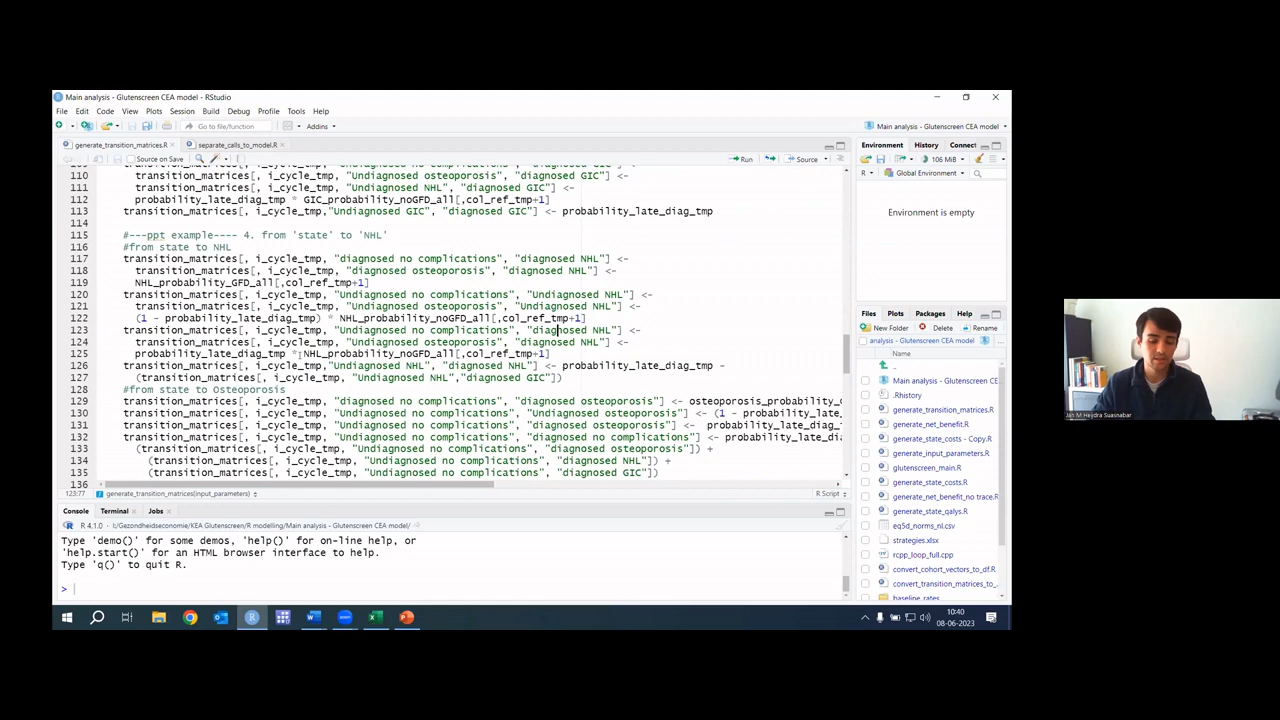 Main analysis - Glutenscreen CEA model - RStudio
File Edit Code View Plots Session Build Debug Profile Tools Help
Go to file/function Addins
Main analysis - Glutenscreen CEA model
generate_transition_matrices.R separate_calls_to_model.R
Source on Save Run Source
110 transition_matrices[, i_cycle_tmp, "Undiagnosed osteoporosis", "diagnosed GIC"] <-
111 transition_matrices[, i_cycle_tmp, "Undiagnosed NHL", "diagnosed GIC"] <-
112 probability_late_diag_tmp * GIC_probability_noGFD_all[,col_ref_tmp+1]
113 transition_matrices[, i_cycle_tmp,"Undiagnosed GIC", "diagnosed GIC"] <- probability_late_diag_tmp
114
115 #---ppt example---- 4. from 'state' to 'NHL'
116 #from state to NHL
117 transition_matrices[, i_cycle_tmp, "diagnosed no complications", "diagnosed NHL"] <-
118 transition_matrices[, i_cycle_tmp, "diagnosed osteoporosis", "diagnosed NHL"] <-
119 NHL_probability_GFD_all[,col_ref_tmp+1]
120 transition_matrices[, i_cycle_tmp, "Undiagnosed no complications", "Undiagnosed NHL"] <-
121 transition_matrices[, i_cycle_tmp, "Undiagnosed osteoporosis", "Undiagnosed NHL"] <-
122 (1 - probability_late_diag_tmp) * NHL_probability_noGFD_all[,col_ref_tmp+1]
123 transition_matrices[, i_cycle_tmp, "Undiagnosed no complications", "diagnosed NHL"] <-
124 transition_matrices[, i_cycle_tmp, "Undiagnosed osteoporosis", "diagnosed NHL"] <-
125 probability_late_diag_tmp * NHL_probability_noGFD_all[,col_ref_tmp+1]
126 transition_matrices[, i_cycle_tmp,"Undiagnosed NHL", "diagnosed NHL"] <- probability_late_diag_tmp -
127 (transition_matrices[, i_cycle_tmp, "Undiagnosed NHL","diagnosed GIC"])
128 #from state to Osteoporosis
129 transition_matrices[, i_cycle_tmp, "diagnosed no complications", "diagnosed osteoporosis"] <- osteoporosis_probability_G
130 transition_matrices[, i_cycle_tmp, "Undiagnosed no complications", "Undiagnosed osteoporosis"] <- (1 - probability_late_
131 transition_matrices[, i_cycle_tmp, "Undiagnosed no complications", "diagnosed osteoporosis"] <- probability_late_dia
132 transition_matrices[, i_cycle_tmp, "Undiagnosed no complications", "diagnosed no complications"] <- probability_late_dia
133 (transition_matrices[, i_cycle_tmp, "Undiagnosed no complications", "diagnosed osteoporosis"]) +
134 (transition_matrices[, i_cycle_tmp, "Undiagnosed no complications", "diagnosed NHL"]) +
135 (transition_matrices[, i_cycle_tmp, "Undiagnosed no complications", "diagnosed GIC"])
136
123:77 generate_transition_matrices(input_parameters) R Script
Console Terminal Jobs
R 4.1.0 · I:/Gezondheidseconomie/KEA Glutenscreen/R modelling/Main analysis - Glutenscreen CEA model/
Type 'demo()' for some demos, 'help()' for on-line help, or
'help.start()' for an HTML browser interface to help.
Type 'q()' to quit R.
>
Environment History Connect
106 MiB
R Global Environment
Environment is empty
Files Plots Packages Help
New Folder Delete Rename
analysis - Glutenscreen CEA model
Name
..
Main analysis - Glutenscreen CE
.Rhistory
generate_transition_matrices.R
generate_net_benefit.R
generate_state_costs - Copy.R
generate_input_parameters.R
glutenscreen_main.R
generate_state_costs.R
generate_net_benefit_no trace.R
generate_state_qalys.R
eq5d_norms_nl.csv
strategies.xlsx
rcpp_loop_full.cpp
convert_cohort_vectors_to_df.R
convert_transition_matrices_to_
baseline_rates
10:40
08-06-2023
Jan M Heijdra Suasnabar